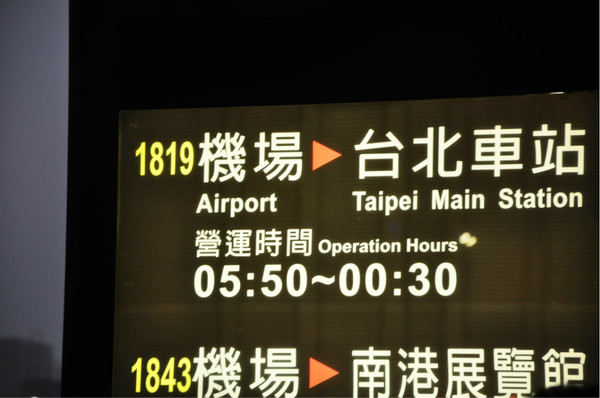 1819 機場 ▶ 台北車站
Airport Taipei Main Station
營運時間 Operation Hours
05:50~00:30
1843 機場 ▶ 南港展覽館